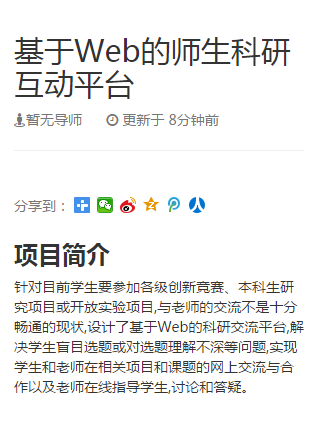 基于Web的师生科研
互动平台
暂无导师 更新于 8分钟前
分享到：
项目简介
针对目前学生要参加各级创新竞赛、本科生研
究项目或开放实验项目,与老师的交流不是十分
畅通的现状,设计了基于Web的科研交流平台,解
决学生盲目选题或对选题理解不深等问题,实现
学生和老师在相关项目和课题的网上交流与合
作以及老师在线指导学生,讨论和答疑。